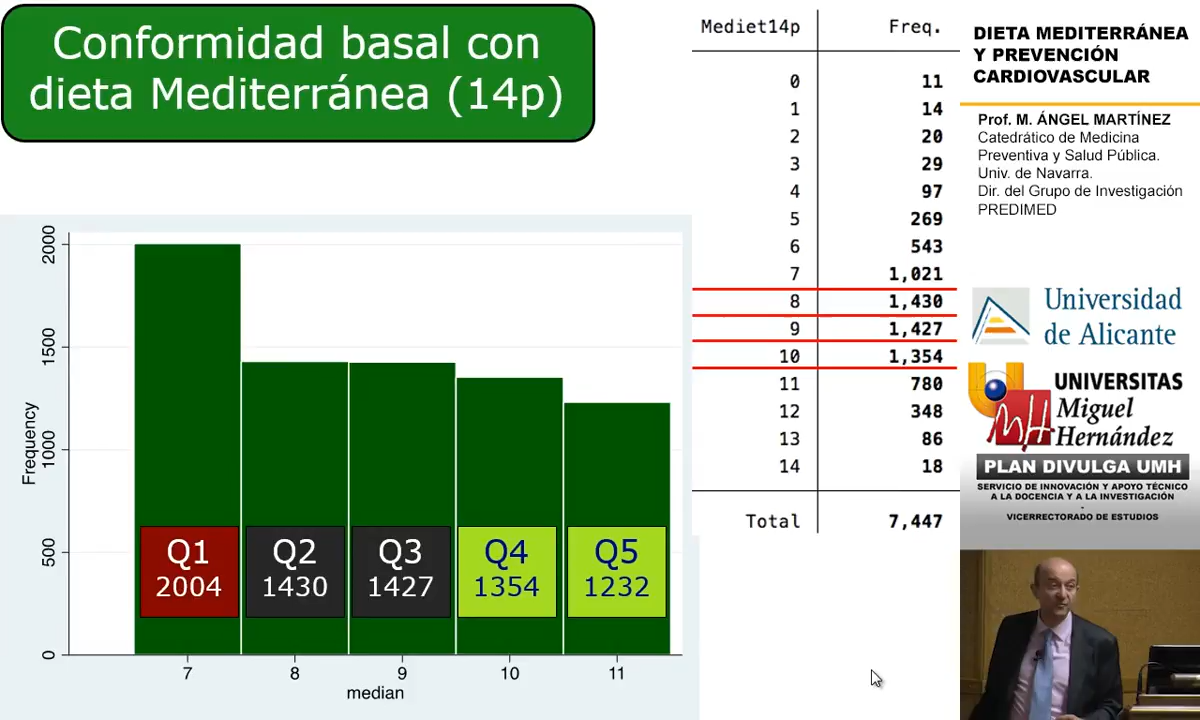 Conformidad basal con
dieta Mediterránea (14p)
Mediet14p Freq.
0 11
1 14
2 20
3 29
4 97
5 269
6 543
7 1,021
8 1,430
9 1,427
10 1,354
11 780
12 348
13 86
14 18
Total 7,447
Frequency
2000
1500
1000
500
0
Q1
2004
Q2
1430
Q3
1427
Q4
1354
Q5
1232
7 8 9 10 11
median
DIETA MEDITERRÁNEA
Y PREVENCIÓN
CARDIOVASCULAR
Prof. M. ÁNGEL MARTÍNEZ
Catedrático de Medicina
Preventiva y Salud Pública.
Univ. de Navarra.
Dir. del Grupo de Investigación
PREDIMED
Universidad
de Alicante
UNIVERSITAS
Miguel
Hernández
PLAN DIVULGA UMH
SERVICIO DE INNOVACIÓN Y APOYO TÉCNICO
A LA DOCENCIA Y A LA INVESTIGACIÓN
-
VICERRECTORADO DE ESTUDIOS